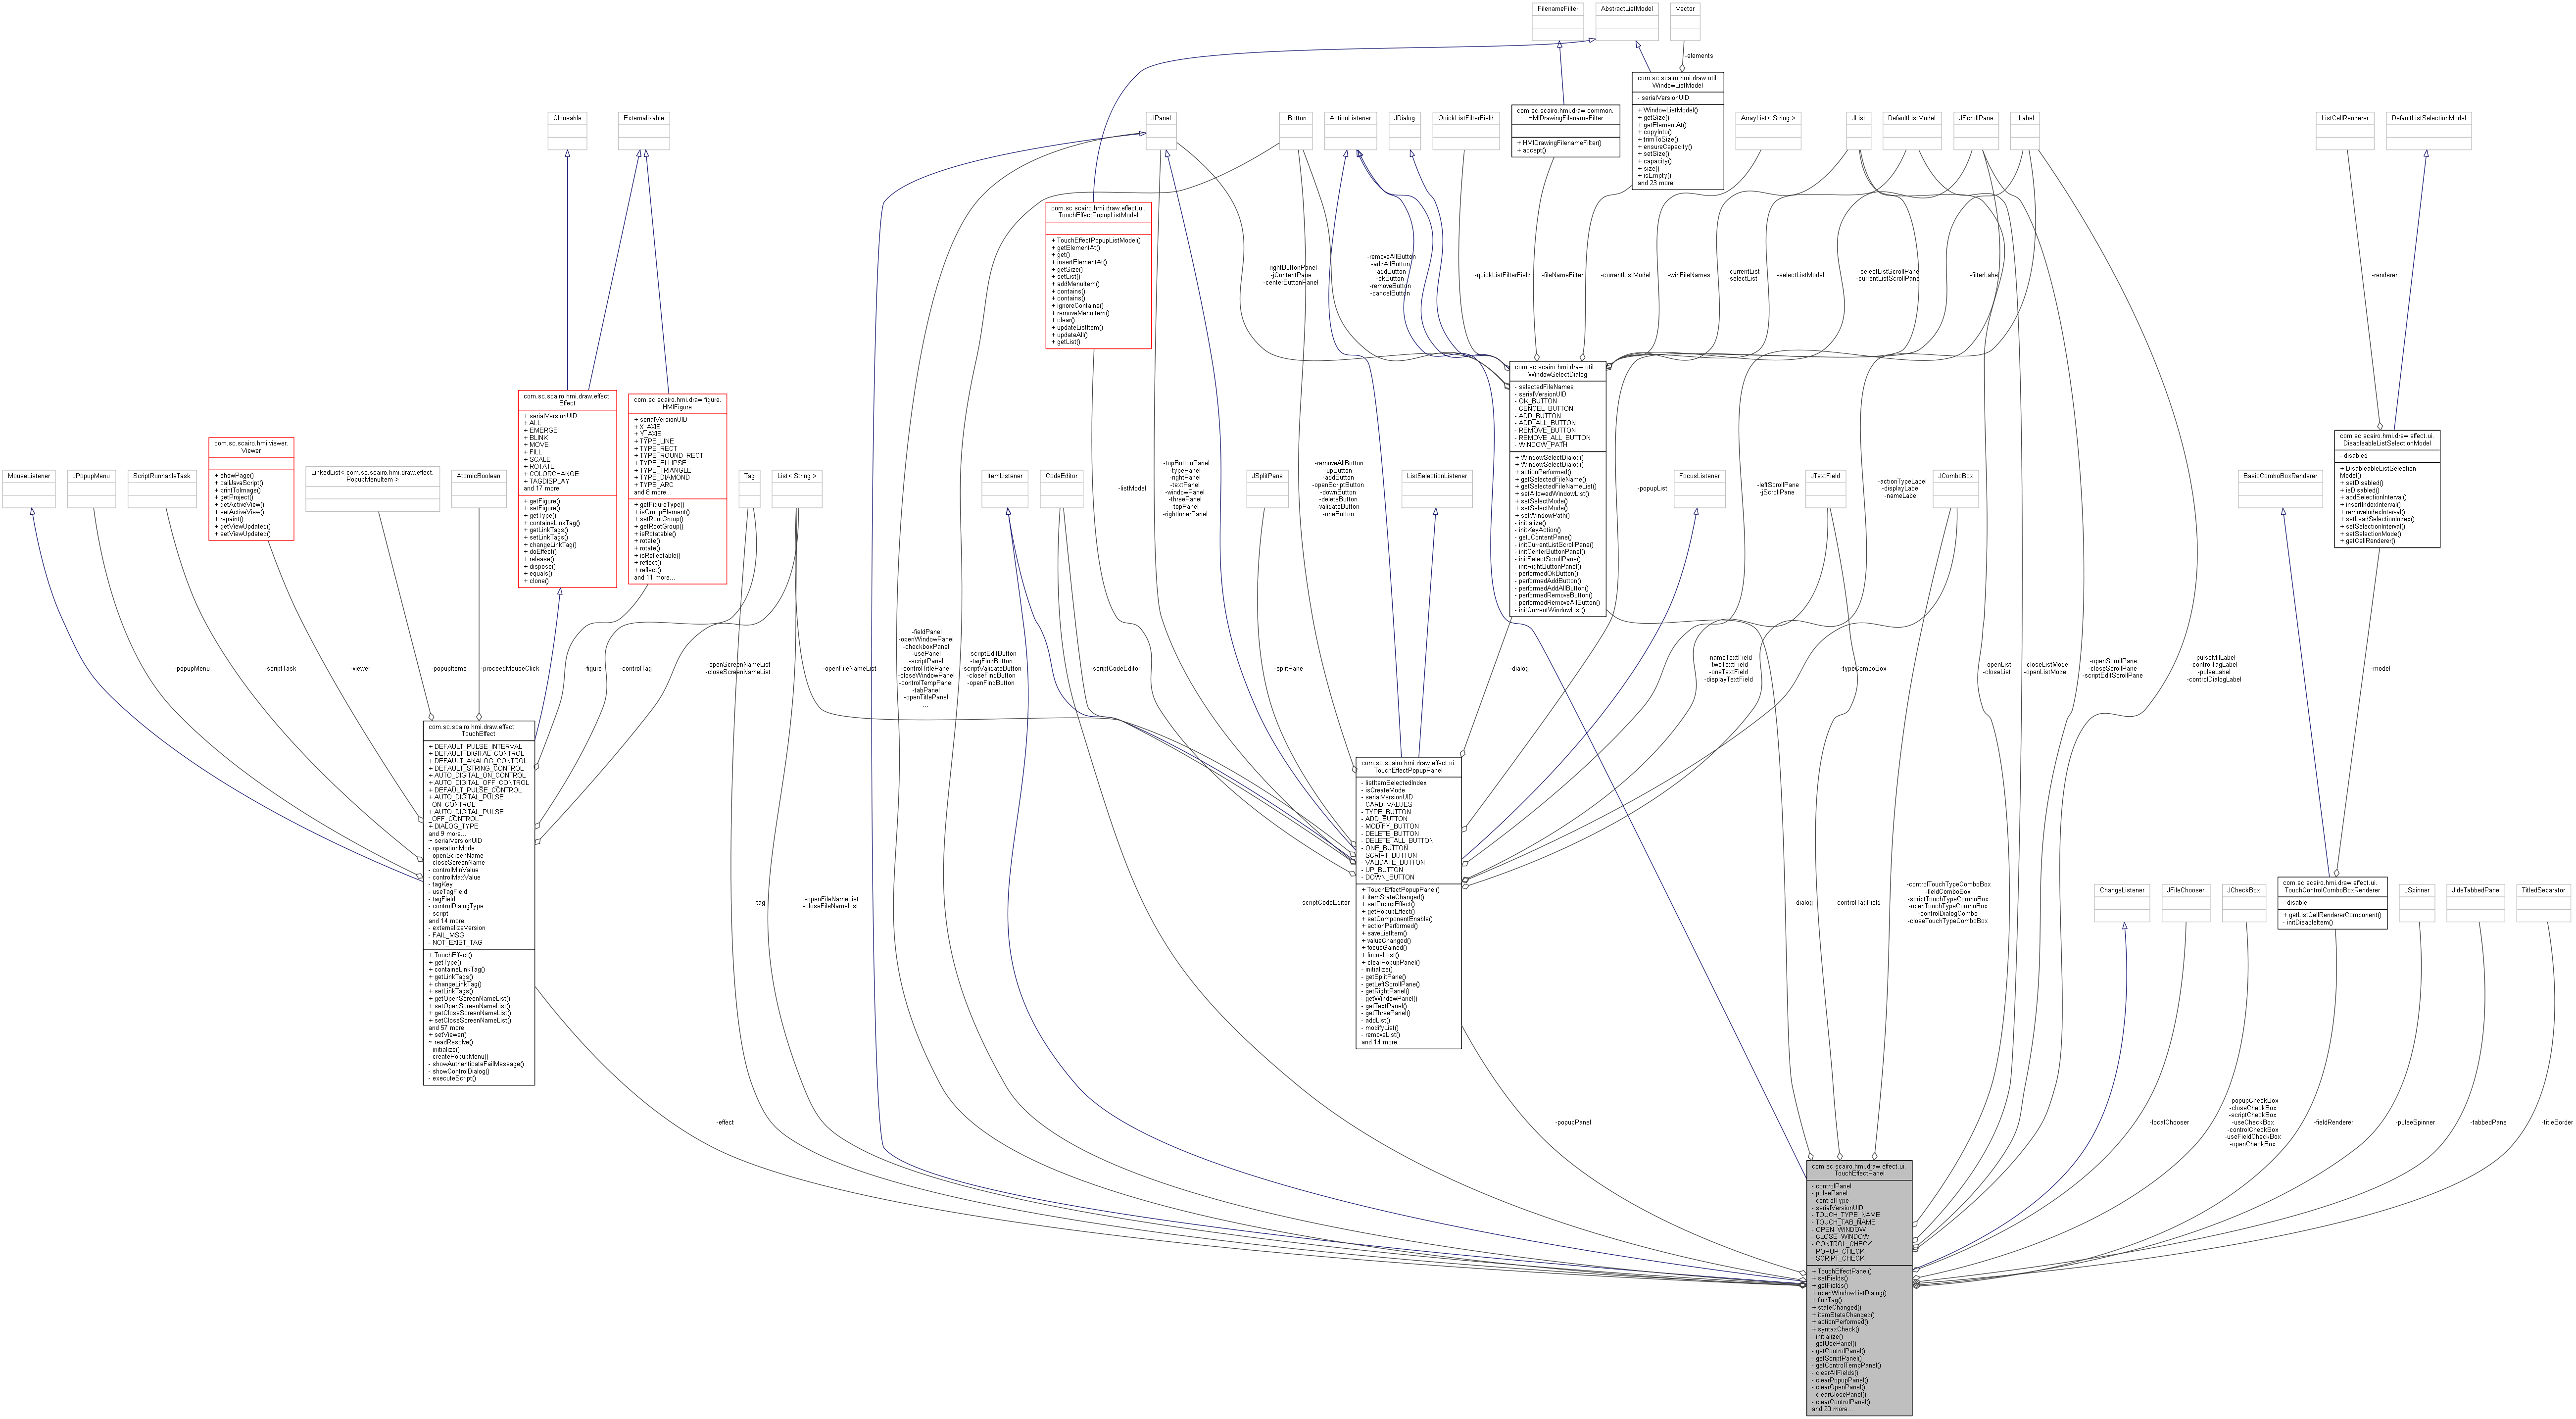 FilenameFilter
AbstractListModel
Vector
-elements
com.sc.scairo.hmi.draw.util.
WindowListModel
- serialVersionUID
+ WindowListModel()
+ getSize()
+ getElementAt()
+ copyInto()
+ trimToSize()
+ ensureCapacity()
+ setSize()
+ capacity()
+ size()
+ isEmpty()
and 23 more...
com.sc.scairo.hmi.draw.common.
HMIDrawingFilenameFilter
+ HMIDrawingFilenameFilter()
+ accept()
Cloneable
Externalizable
JPanel
JButton
ActionListener
JDialog
QuickListFilterField
ArrayList< String >
JList
DefaultListModel
JScrollPane
JLabel
ListCellRenderer
DefaultListSelectionModel
com.sc.scairo.hmi.draw.effect.ui.
TouchEffectPopupListModel
+ TouchEffectPopupListModel()
+ getElementAt()
+ get()
+ insertElementAt()
+ getSize()
+ setList()
+ addMenuItem()
+ contains()
+ contains()
+ ignoreContains()
+ removeMenuItem()
+ clear()
+ updateListItem()
+ updateAll()
+ getList()
-rightButtonPanel
-jContentPane
-centerButtonPanel
-removeAllButton
-addAllButton
-addButton
-okButton
-removeButton
-cancelButton
-quickListFilterField
-fileNameFilter
-currentListModel
-winFileNames
-currentList
-selectList
-selectListModel
-selectListScrollPane
-currentListScrollPane
-filterLabe
-renderer
com.sc.scairo.hmi.draw.util.
WindowSelectDialog
- selectedFileNames
- serialVersionUID
- OK_BUTTON
- CENCEL_BUTTON
- ADD_BUTTON
- ADD_ALL_BUTTON
- REMOVE_BUTTON
- REMOVE_ALL_BUTTON
- WINDOW_PATH
+ WindowSelectDialog()
+ WindowSelectDialog()
+ actionPerformed()
+ getSelectedFileName()
+ getSelectedFileNameList()
+ setAllowedWindowList()
+ setSelectMode()
+ setSelectMode()
+ setWindowPath()
- initialize()
- initKeyAction()
- getJContentPane()
- initCurrentListScrollPane()
- initCenterButtonPanel()
- initSelectScrollPane()
- initRightButtonPanel()
- performedOkButton()
- performedAddButton()
- performedAddAllButton()
- performedRemoveButton()
- performedRemoveAllButton()
- initCurrentWindowList()
com.sc.scairo.hmi.draw.effect.
Effect
+ serialVersionUID
+ ALL
+ EMERGE
+ BLINK
+ MOVE
+ FILL
+ SCALE
+ ROTATE
+ COLORCHANGE
+ TAGDISPLAY
and 17 more...
+ getFigure()
+ setFigure()
+ getType()
+ containsLinkTag()
+ getLinkTags()
+ setLinkTags()
+ changeLinkTag()
+ doEffect()
+ release()
+ dispose()
+ equals()
+ clone()
com.sc.scairo.hmi.draw.figure.
HMIFigure
+ serialVersionUID
+ X_AXIS
+ Y_AXIS
+ TYPE_LINE
+ TYPE_RECT
+ TYPE_ROUND_RECT
+ TYPE_ELLIPSE
+ TYPE_TRIANGLE
+ TYPE_DIAMOND
+ TYPE_ARC
and 8 more...
+ getFigureType()
+ isGroupElement()
+ setRootGroup()
+ getRootGroup()
+ isRotatable()
+ rotate()
+ rotate()
+ isReflectable()
+ reflect()
+ reflect()
and 11 more...
com.sc.scairo.hmi.viewer.
Viewer
+ showPage()
+ callJavaScript()
+ printToImage()
+ getProject()
+ getActiveView()
+ setActiveView()
+ repaint()
+ getViewUpdated()
+ setViewUpdated()
com.sc.scairo.hmi.draw.effect.ui.
DisableableListSelectionModel
- disabled
+ DisableableListSelection
Model()
+ setDisabled()
+ isDisabled()
+ addSelectionInterval()
+ insertIndexInterval()
+ removeIndexInterval()
+ setLeadSelectionIndex()
+ setSelectionInterval()
+ setSelectionMode()
+ getCellRenderer()
MouseListener
JPopupMenu
ScriptRunnableTask
LinkedList< com.sc.scairo.hmi.draw.effect.
PopupMenuItem >
AtomicBoolean
Tag
List< String >
ItemListener
CodeEditor
-listModel
-topButtonPanel
-typePanel
-rightPanel
-textPanel
-windowPanel
-threePanel
-topPanel
-rightInnerPanel
JSplitPane
-removeAllButton
-upButton
-addButton
-openScriptButton
-downButton
-deleteButton
-validateButton
-oneButton
ListSelectionListener
-popupList
FocusListener
-leftScrollPane
-jScrollPane
JTextField
-actionTypeLabel
-displayLabel
-nameLabel
JComboBox
BasicComboBoxRenderer
-popupMenu
-scriptTask
-viewer
-popupItems
-proceedMouseClick
-figure
-controlTag
-openScreenNameList
-closeScreenNameList
-openFileNameList
-fieldPanel
-openWindowPanel
-checkboxPanel
-usePanel
-scriptPanel
-controlTitlePanel
-closeWindowPanel
-controlTempPanel
-tabPanel
-openTitlePanel
...
-scriptEditButton
-tagFindButton
-scriptValidateButton
-closeFindButton
-openFindButton
-scriptCodeEditor
-splitPane
-dialog
-nameTextField
-twoTextField
-oneTextField
-displayTextField
-typeComboBox
-openList
-closeList
-closeListModel
-openListModel
-openScrollPane
-closeScrollPane
-scriptEditScrollPane
-pulseMilLabel
-controlTagLabel
-pulseLabel
-controlDialogLabel
-model
com.sc.scairo.hmi.draw.effect.
TouchEffect
+ DEFAULT_PULSE_INTERVAL
+ DEFAULT_DIGITAL_CONTROL
+ DEFAULT_ANALOG_CONTROL
+ DEFAULT_STRING_CONTROL
+ AUTO_DIGITAL_ON_CONTROL
+ AUTO_DIGITAL_OFF_CONTROL
+ DEFAULT_PULSE_CONTROL
+ AUTO_DIGITAL_PULSE
_ON_CONTROL
+ AUTO_DIGITAL_PULSE
_OFF_CONTROL
+ DIALOG_TYPE
and 9 more...
~ serialVersionUID
- operationMode
- openScreenName
- closeScreenName
- controlMinValue
- controlMaxValue
- tagKey
- useTagField
- tagField
- controlDialogType
- script
and 14 more...
- externalizeVersion
- FAIL_MSG
- NOT_EXIST_TAG
+ TouchEffect()
+ getType()
+ containsLinkTag()
+ getLinkTags()
+ changeLinkTag()
+ setLinkTags()
+ getOpenScreenNameList()
+ setOpenScreenNameList()
+ getCloseScreenNameList()
+ setCloseScreenNameList()
and 57 more...
+ setViewer()
~ readResolve()
- initialize()
- createPopupMenu()
- showAuthenticateFailMessage()
- showControlDialog()
- executeScript()
com.sc.scairo.hmi.draw.effect.ui.
TouchEffectPopupPanel
- listItemSelectedIndex
- isCreateMode
- serialVersionUID
- CARD_VALUES
- TYPE_BUTTON
- ADD_BUTTON
- MODIFY_BUTTON
- DELETE_BUTTON
- DELETE_ALL_BUTTON
- ONE_BUTTON
- SCRIPT_BUTTON
- VALIDATE_BUTTON
- UP_BUTTON
- DOWN_BUTTON
+ TouchEffectPopupPanel()
+ itemStateChanged()
+ setPopupEffect()
+ getPopupEffect()
+ setComponentEnable()
+ actionPerformed()
+ saveListItem()
+ valueChanged()
+ focusGained()
+ focusLost()
+ clearPopupPanel()
- initialize()
- getSplitPane()
- getLeftScrollPane()
- getRightPanel()
- getWindowPanel()
- getTextPanel()
- getThreePanel()
- addList()
- modifyList()
- removeList()
and 14 more...
-tag
-openFileNameList
-closeFileNameList
-scriptCodeEditor
-dialog
-controlTagField
-controlTouchTypeComboBox
-fieldComboBox
-scriptTouchTypeComboBox
-openTouchTypeComboBox
-controlDialogCombo
-closeTouchTypeComboBox
ChangeListener
JFileChooser
JCheckBox
com.sc.scairo.hmi.draw.effect.ui.
TouchControlComboBoxRenderer
- disable
+ getListCellRendererComponent()
- initDisableItem()
JSpinner
JideTabbedPane
TitledSeparator
-effect
-popupPanel
-localChooser
-popupCheckBox
-closeCheckBox
-scriptCheckBox
-useCheckBox
-controlCheckBox
-useFieldCheckBox
-openCheckBox
-fieldRenderer
-pulseSpinner
-tabbedPane
-titleBorder
com.sc.scairo.hmi.draw.effect.ui.
TouchEffectPanel
- controlPanel
- pulsePanel
- controlType
- serialVersionUID
- TOUCH_TYPE_NAME
- TOUCH_TAB_NAME
- OPEN_WINDOW
- CLOSE_WINDOW
- CONTROL_CHECK
- POPUP_CHECK
- SCRIPT_CHECK
+ TouchEffectPanel()
+ setFields()
+ getFields()
+ openWindowListDialog()
+ findTag()
+ stateChanged()
+ itemStateChanged()
+ actionPerformed()
+ syntaxCheck()
- initialize()
- getUsePanel()
- getControlPanel()
- getScriptPanel()
- getControlTempPanel()
- clearAllFields()
- clearPopupPanel()
- clearOpenPanel()
- clearClosePanel()
- clearControlPanel()
and 20 more...